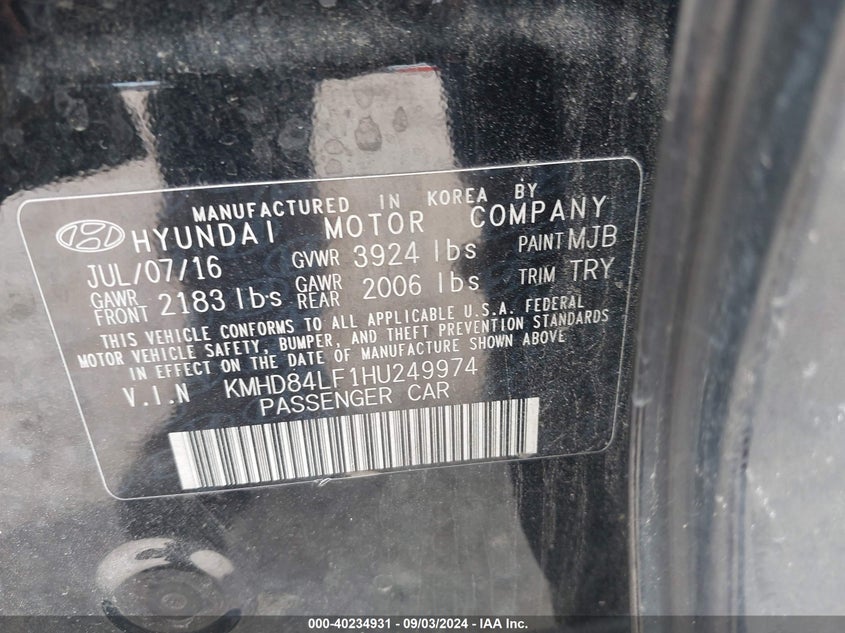 MANUFACTURED IN KOREA BY
HYUNDAI MOTOR COMPANY
JUL/07/16 GVWR 3924 lbs PAINT MJB
GAWR FRONT 2183 lbs GAWR REAR 2006 lbs TRIM TRY
THIS VEHICLE CONFORMS TO ALL APPLICABLE U.S.A. FEDERAL
MOTOR VEHICLE SAFETY, BUMPER, AND THEFT PREVENTION STANDARDS
IN EFFECT ON THE DATE OF MANUFACTURE SHOWN ABOVE
V.I.N KMHD84LF1HU249974
PASSENGER CAR
000-40234931 - 09/03/2024 - IAA Inc.